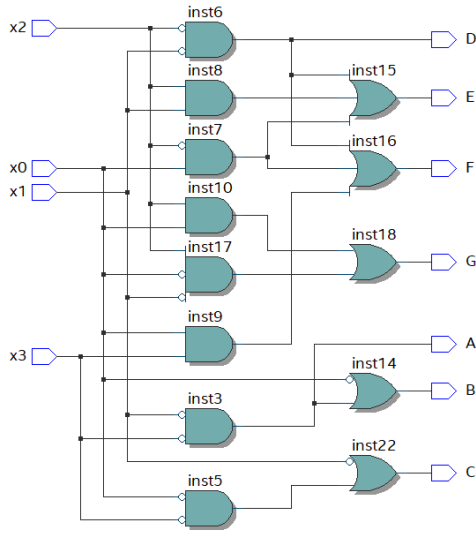 inst6
x2
D
inst8
inst15
E
inst7
inst16
x0
F
x1
inst10
inst18
inst17
G
inst9
A
x3
inst14
B
inst3
inst22
C
inst5